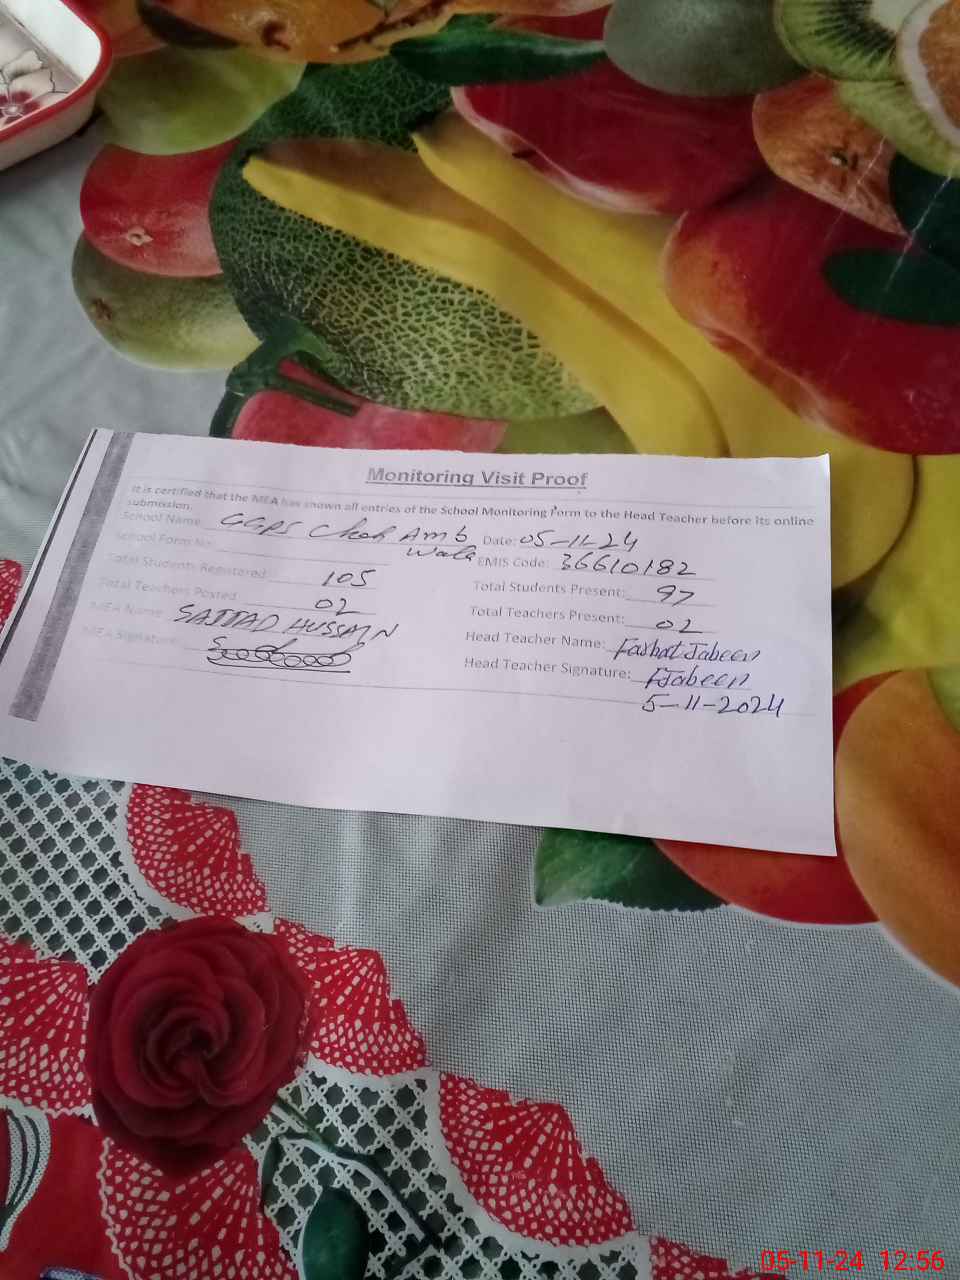 Monitoring Visit Proof
It is certified that the MEA has shown all entries of the School Monitoring Form to the Head Teacher before its online
submission.
School Name: GGPS Chak Amb Wala Date: 05-11-24
School Form No: EMIS Code: 36610182
Total Students Registered: 105 Total Students Present: 97
Total Teachers Posted: 02 Total Teachers Present: 02
MEA Name: SAJJAD HUSSAIN Head Teacher Name: Farhat Jabeen
MEA Signature: Head Teacher Signature: FJabeen
5-11-2024
05-11-24 12:56